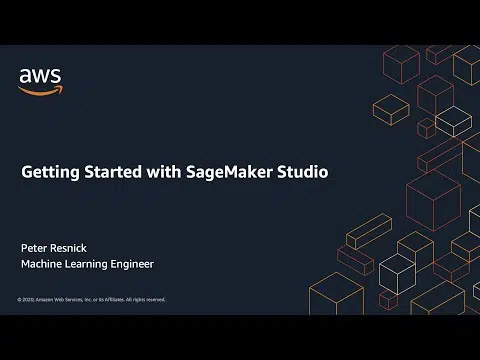 aws
Getting Started with SageMaker Studio
Peter Resnick
Machine Learning Engineer
© 2020, Amazon Web Services, Inc. or its Affiliates. All rights reserved.